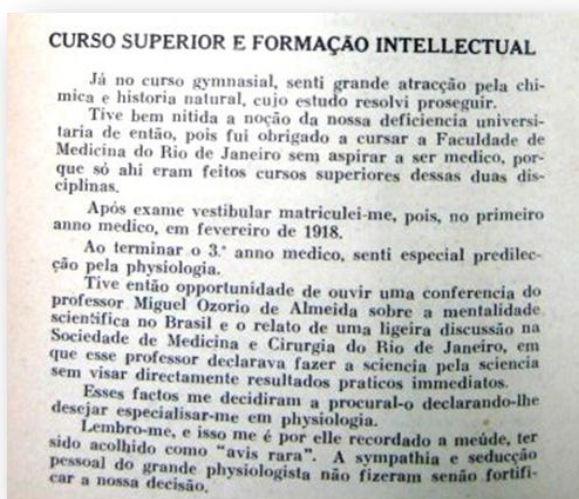 CURSO SUPERIOR E FORMAÇÃO INTELLECTUAL
Já no curso gymnasial, senti grande atracção pela chi-
mica e historia natural, cujo estudo resolvi proseguir.
Tive bem nitida a noção da nossa deficiencia universi-
taria de então, pois fui obrigado a cursar a Faculdade de
Medicina do Rio de Janeiro sem aspirar a ser medico, por-
que só ahi eram feitos cursos superiores dessas duas dis-
ciplinas.
Após exame vestibular matriculei-me, pois, no primeiro
anno medico, em fevereiro de 1918.
Ao terminar o 3.º anno medico, senti especial predilec-
ção pela physiologia.
Tive então opportunidade de ouvir uma conferencia do
professor Miguel Ozorio de Almeida sobre a mentalidade
scientifica no Brasil e o relato de uma ligeira discussão na
Sociedade de Medicina e Cirurgia do Rio de Janeiro, em
que esse professor declarava fazer a sciencia pela sciencia
sem visar directamente resultados praticos immediatos.
Esses factos me decidiram a procural-o declarando-lhe
desejar especialisar-me em physiologia.
Lembro-me, e isso me é por elle recordado a meúde, ter
sido acolhido como "avis rara". A sympathia e seducção
pessoal do grande physiologista não fizeram senão fortifi-
car a nossa decisão.